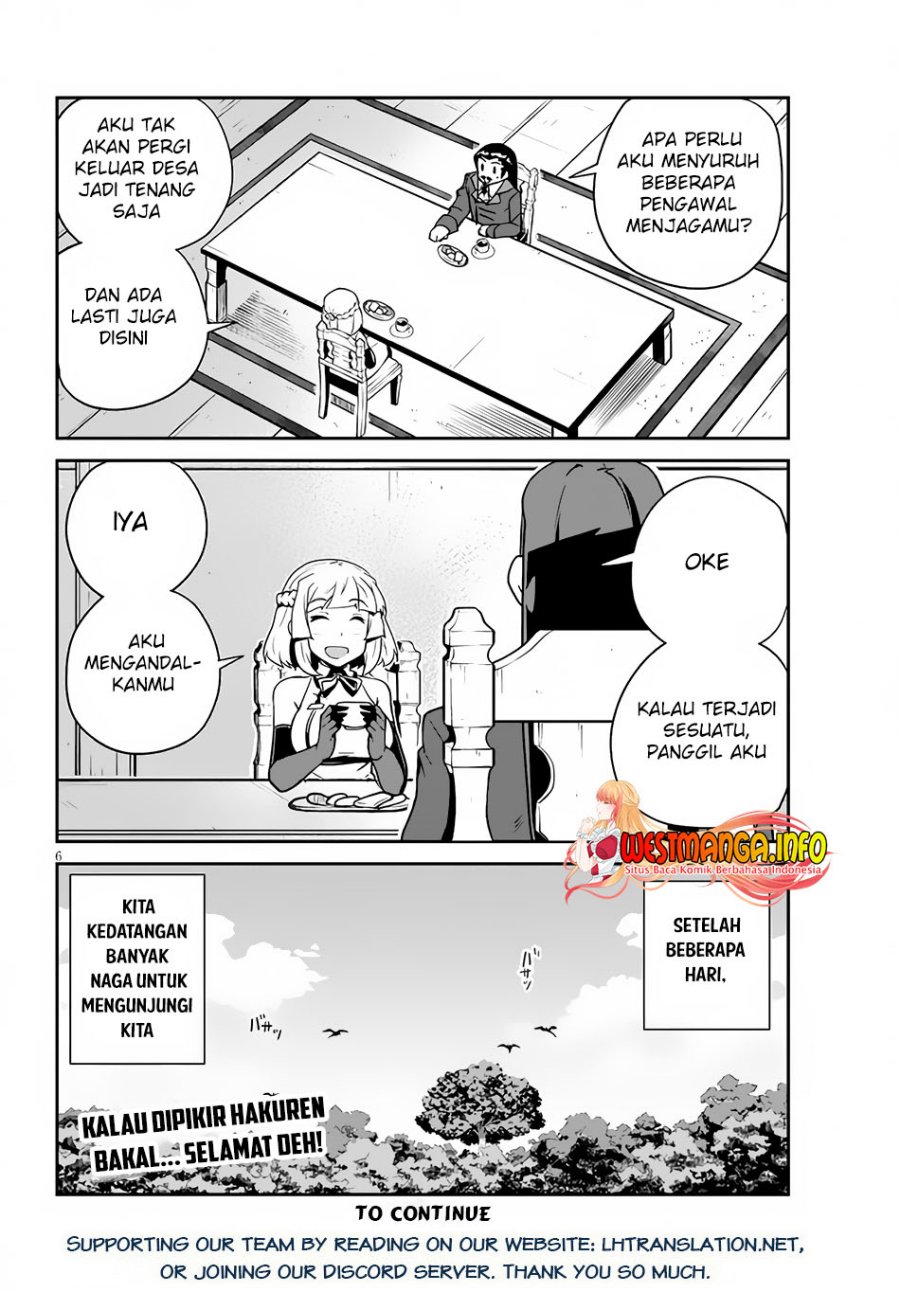 APA PERLU
AKU MENYURUH
BEBERAPA
PENGAWAL
MENJAGAMU?
AKU TAK
AKAN PERGI
KELUAR DESA
JADI TENANG
SAJA
DAN ADA
LASTI JUGA
DISINI
OKE
KALAU TERJADI
SESUATU,
PANGGIL AKU
IYA
AKU
MENGANDAL-
KANMU
WESTMANGA.INFO
Situs Baca Komik Berbahasa Indonesia
6
SETELAH
BEBERAPA
HARI,
バサッ
バサッ
KITA
KEDATANGAN
BANYAK
NAGA UNTUK
MENGUNJUNGI
KITA
KALAU DIPIKIR HAKUREN
BAKAL... SELAMAT DEH!
TO CONTINUE
SUPPORTING OUR TEAM BY READING ON OUR WEBSITE: LHTRANSLATION.NET,
OR JOINING OUR DISCORD SERVER. THANK YOU SO MUCH.